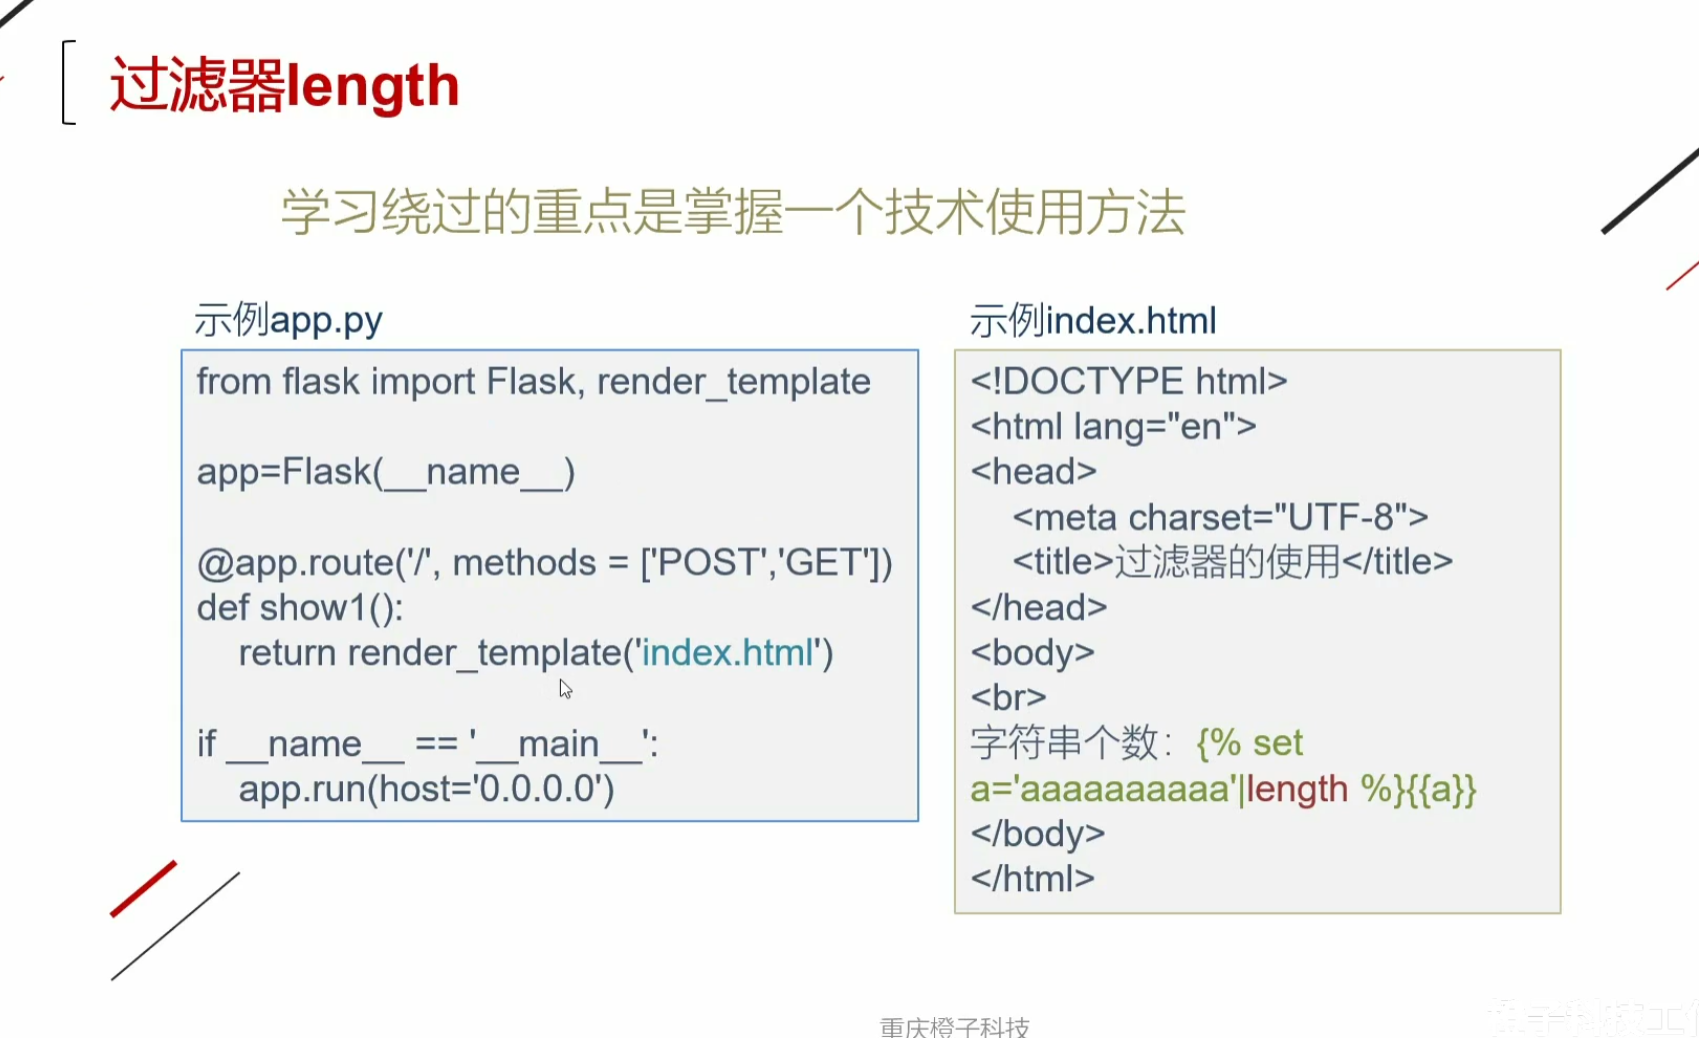 过滤器length
学习绕过的重点是掌握一个技术使用方法
示例app.py
from flask import Flask, render_template
app=Flask(__name__)
@app.route('/', methods = ['POST','GET'])
def show1():
    return render_template('index.html')
if __name__ == '__main__':
    app.run(host='0.0.0.0')
示例index.html
<!DOCTYPE html>
<html lang="en">
<head>
    <meta charset="UTF-8">
    <title>过滤器的使用</title>
</head>
<body>
<br>
字符串个数：{% set
a='aaaaaaaaaa'|length %}{{a}}
</body>
</html>
重庆橙子科技